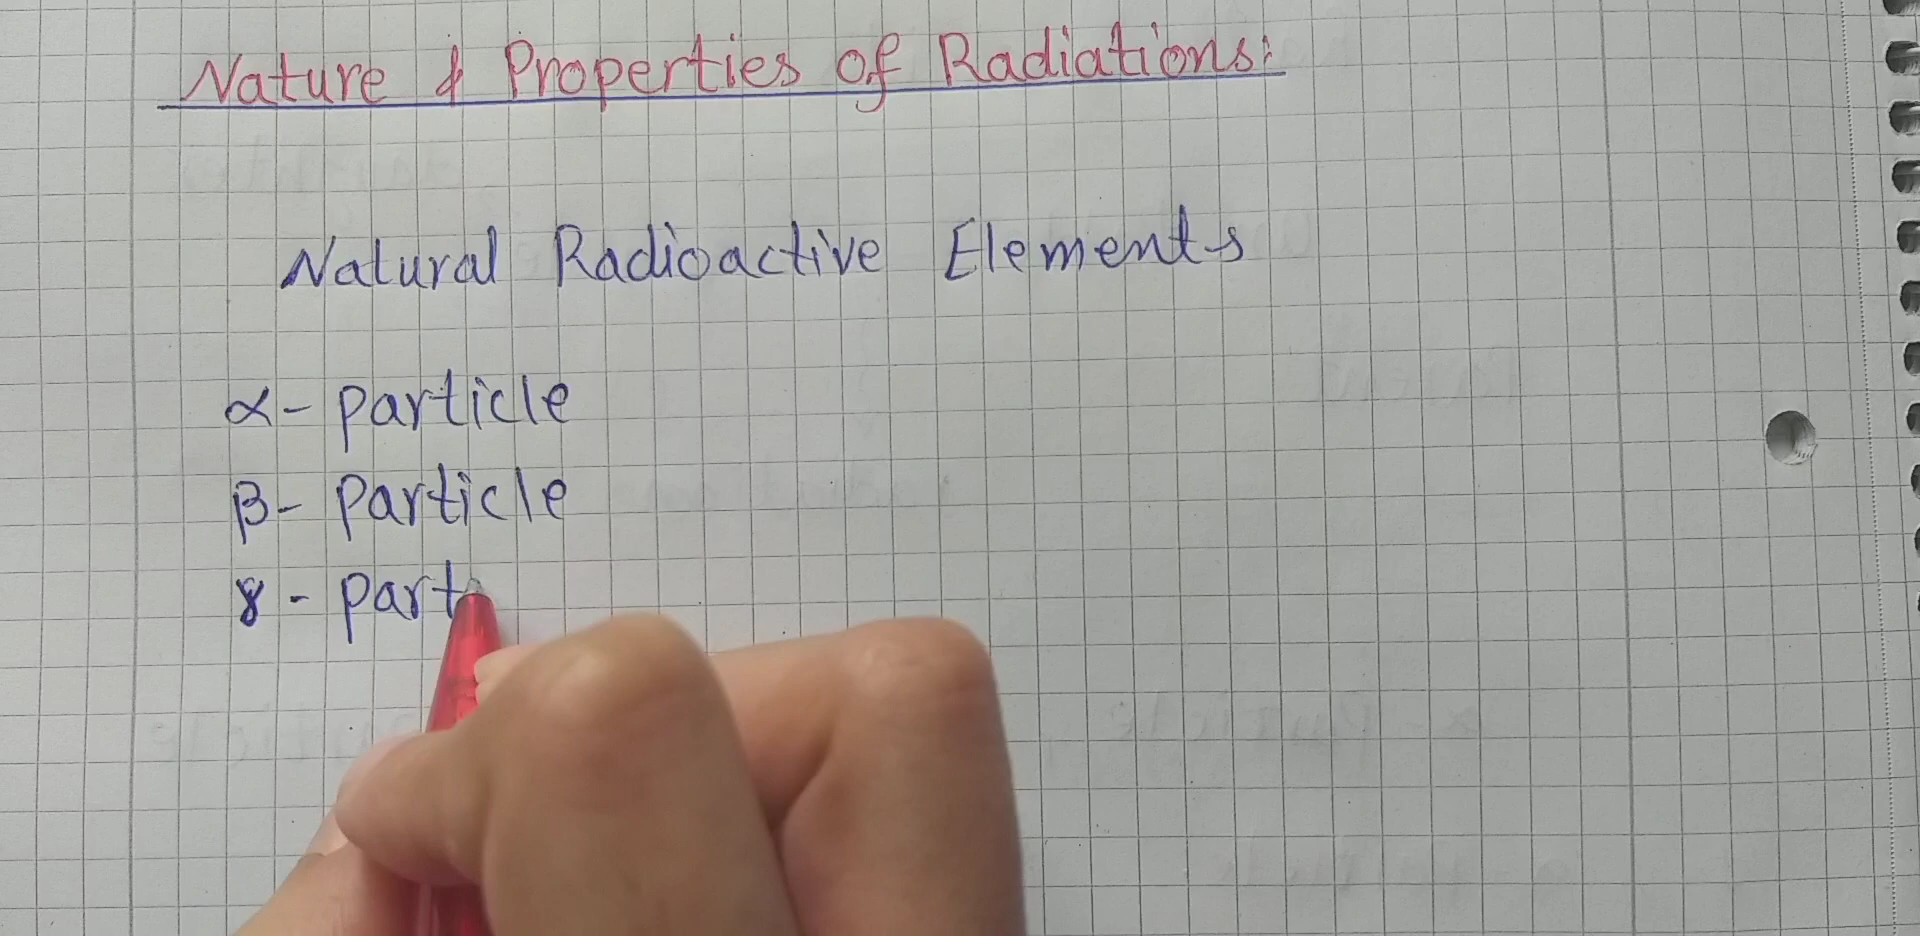 Nature & Properties of Radiations:
Natural Radioactive Elements
α- particle
β- particle
γ- part